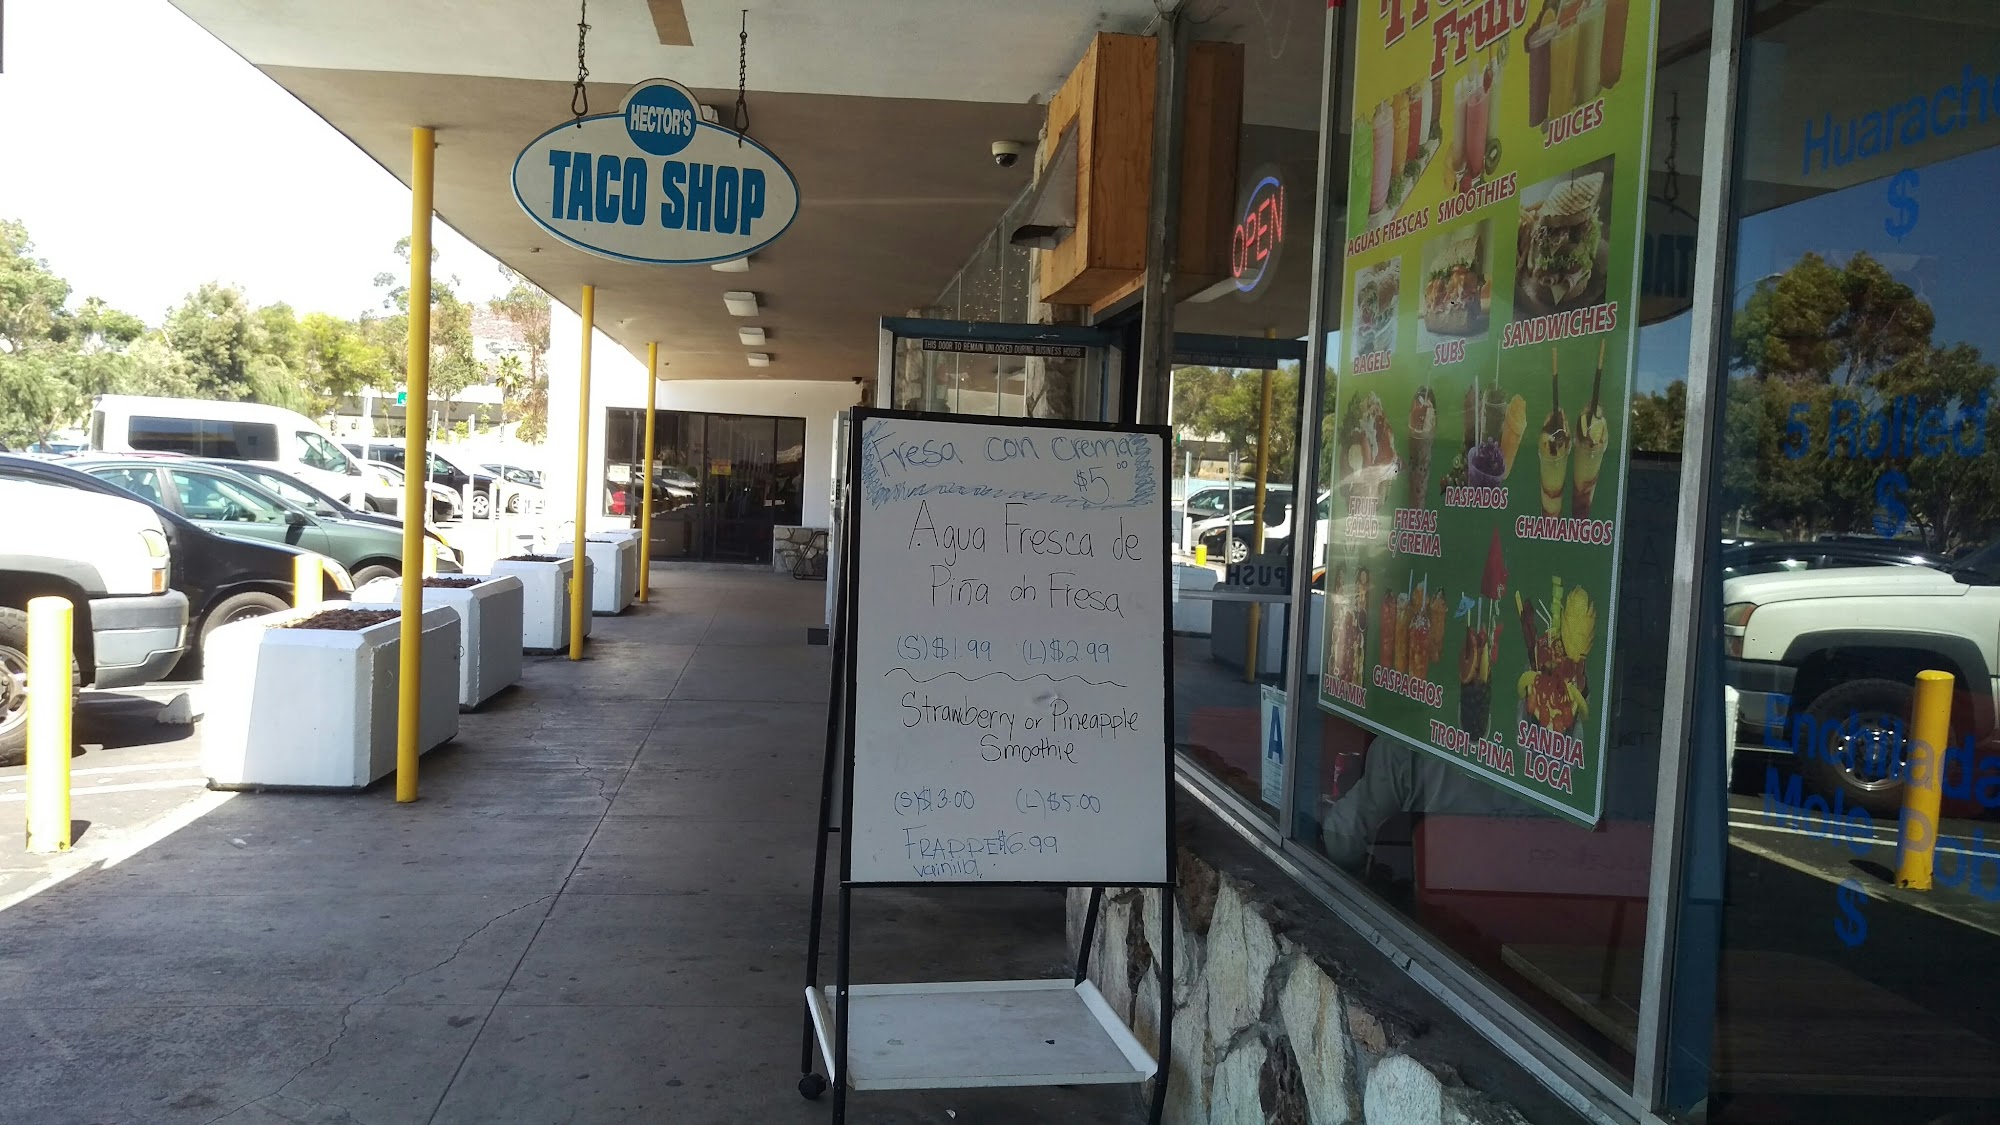 HECTOR'S
TACO SHOP
OPEN
THIS DOOR TO REMAIN UNLOCKED DURING BUSINESS HOURS
Fresa con crema
$5.00
Agua Fresca de
Piña oh Fresa
(S)$1.99 (L)$2.99
Strawberry or Pineapple
Smoothie
(S)$3.00 (L)$5.00
FRAPPE $6.99
vainilla.
Fruit
JUICES
AGUAS FRESCAS SMOOTHIES
BAGELS SUBS SANDWICHES
FRUIT
SALAD
FRESAS
C/CREMA
RASPADOS
CHAMANGOS
PIÑA MIX
GASPACHOS
TROPI-PIÑA
SANDIA
LOCA
PUSH
A
Huarache
$
5 Rolled
$
Enchilada
Mole Pob
$